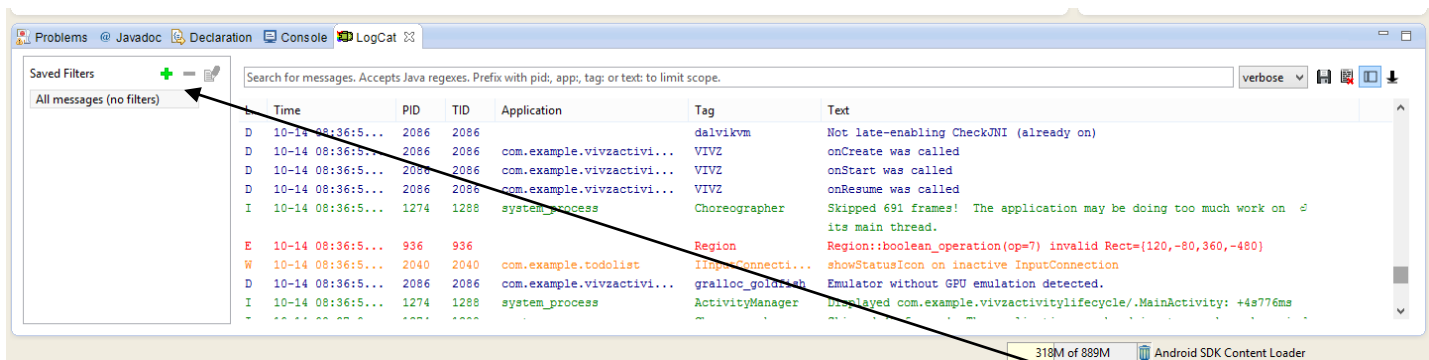 Problems @ Javadoc Declaration Console LogCat
Saved Filters
Search for messages. Accepts Java regexes. Prefix with pid:, app:, tag: or text: to limit scope. verbose
All messages (no filters)
L. Time PID TID Application Tag Text
D 10-14 08:36:5... 2086 2086 dalvikvm Not late-enabling CheckJNI (already on)
D 10-14 08:36:5... 2086 2086 com.example.vivzactivi... VIVZ onCreate was called
D 10-14 08:36:5... 2086 2086 com.example.vivzactivi... VIVZ onStart was called
D 10-14 08:36:5... 2086 2086 com.example.vivzactivi... VIVZ onResume was called
I 10-14 08:36:5... 1274 1288 system_process Choreographer Skipped 691 frames! The application may be doing too much work on
its main thread.
E 10-14 08:36:5... 936 936 Region Region::boolean_operation(op=7) invalid Rect={120,-80,360,-480}
W 10-14 08:36:5... 2040 2040 com.example.todolist IInputConnecti... showStatusIcon on inactive InputConnection
D 10-14 08:36:5... 2086 2086 com.example.vivzactivi... gralloc_goldfish Emulator without GPU emulation detected.
I 10-14 08:36:5... 1274 1288 system_process ActivityManager Displayed com.example.vivzactivitylifecycle/.MainActivity: +4s776ms
318M of 889M Android SDK Content Loader